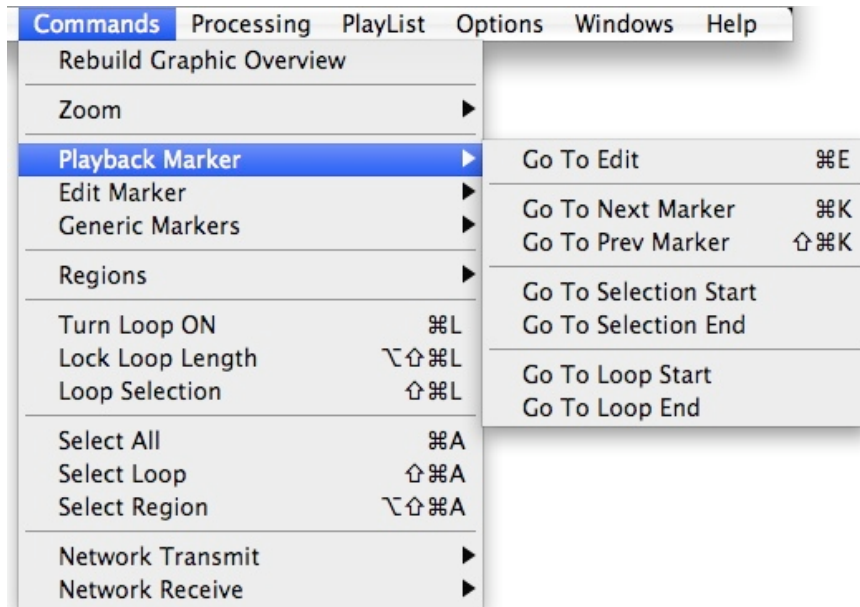 Commands Processing PlayList Options Windows Help
Rebuild Graphic Overview
Zoom ▶
Playback Marker ▶
Edit Marker ▶
Generic Markers ▶
Regions ▶
Turn Loop ON ⌘L
Lock Loop Length ⌥⇧⌘L
Loop Selection ⇧⌘L
Select All ⌘A
Select Loop ⇧⌘A
Select Region ⌥⇧⌘A
Network Transmit ▶
Network Receive ▶
Go To Edit ⌘E
Go To Next Marker ⌘K
Go To Prev Marker ⇧⌘K
Go To Selection Start
Go To Selection End
Go To Loop Start
Go To Loop End